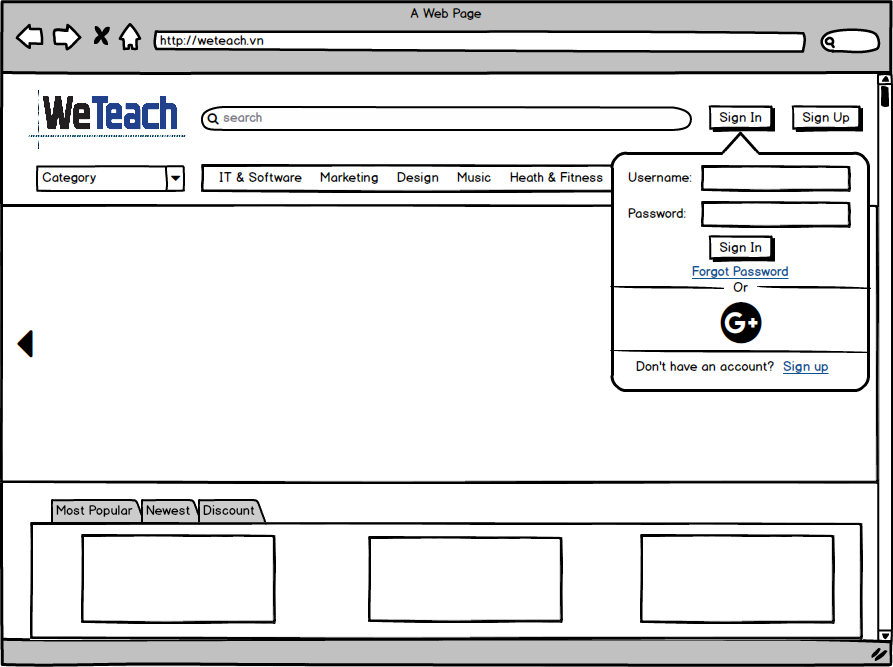 A Web Page
http://weteach.vn
WeTeach
search
Sign In
Sign Up
Category
IT & Software
Marketing
Design
Music
Heath & Fitness
Username:
Password:
Sign In
Forgot Password
Or
G+
Don't have an account? Sign up
Most Popular
Newest
Discount